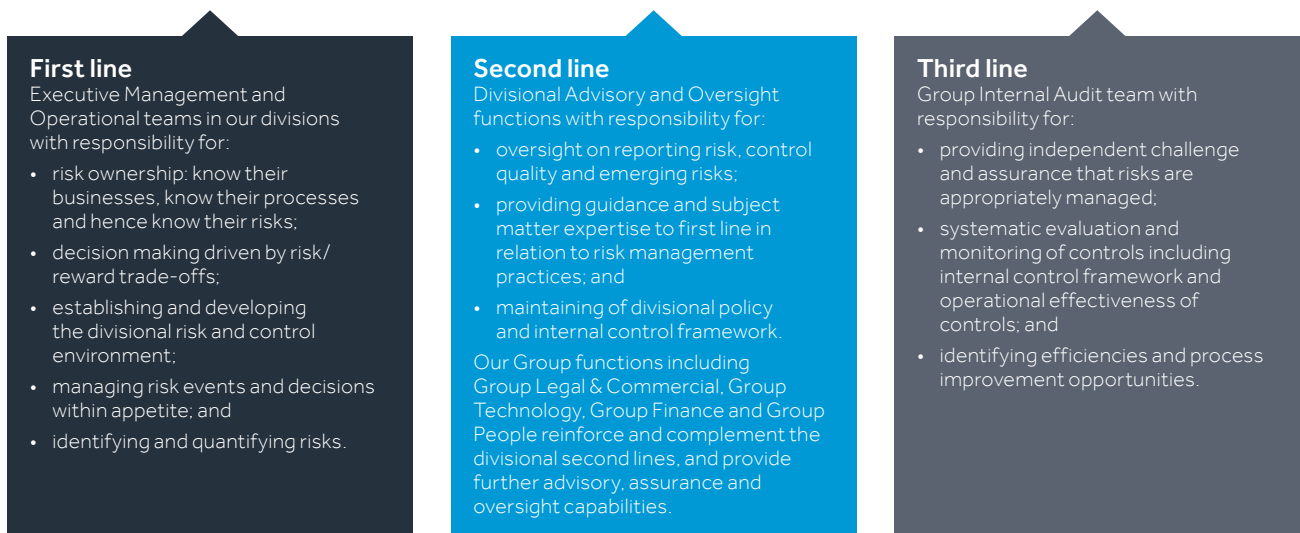 First line
Executive Management and
Operational teams in our divisions
with responsibility for:
• risk ownership: know their
businesses, know their processes
and hence know their risks;
• decision making driven by risk/
reward trade-offs;
• establishing and developing
the divisional risk and control
environment;
• managing risk events and decisions
within appetite; and
• identifying and quantifying risks.
Second line
Divisional Advisory and Oversight
functions with responsibility for:
• oversight on reporting risk, control
quality and emerging risks;
• providing guidance and subject
matter expertise to first line in
relation to risk management
practices; and
• maintaining of divisional policy
and internal control framework.
Our Group functions including
Group Legal & Commercial, Group
Technology, Group Finance and Group
People reinforce and complement the
divisional second lines, and provide
further advisory, assurance and
oversight capabilities.
Third line
Group Internal Audit team with
responsibility for:
• providing independent challenge
and assurance that risks are
appropriately managed;
• systematic evaluation and
monitoring of controls including
internal control framework and
operational effectiveness of
controls; and
• identifying efficiencies and process
improvement opportunities.